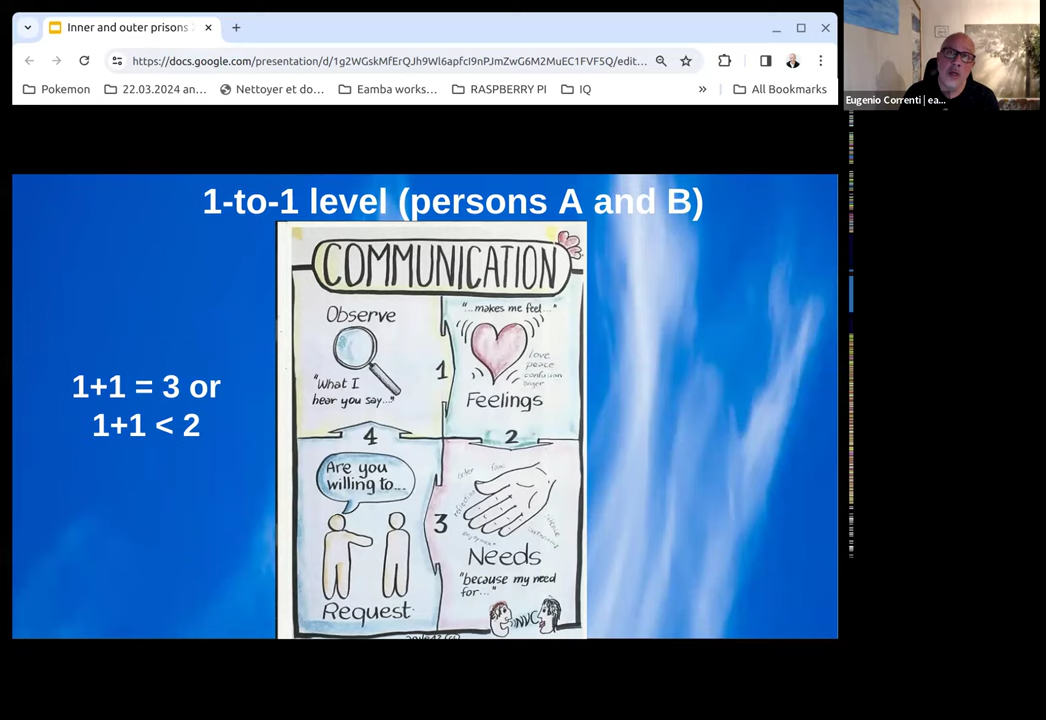 Inner and outer prisons
https://docs.google.com/presentation/d/1g2WGskMfErQJh9Wl6apfcI9nPJmZwG6M2MuEC1FVF5Q/edit...
Pokemon
22.03.2024 an...
Nettoyer et do...
Eamba works...
RASPBERRY PI
IQ
»
All Bookmarks
Eugenio Correnti | ea...
1-to-1 level (persons A and B)
1+1 = 3 or
1+1 < 2
COMMUNICATION
Observe
"What I
hear you say..."
1
"...makes me feel..."
love
peace
confusion
anger
Feelings
2
3
Needs
"because my need
for..."
NVC
4
Are you
willing to...
Request